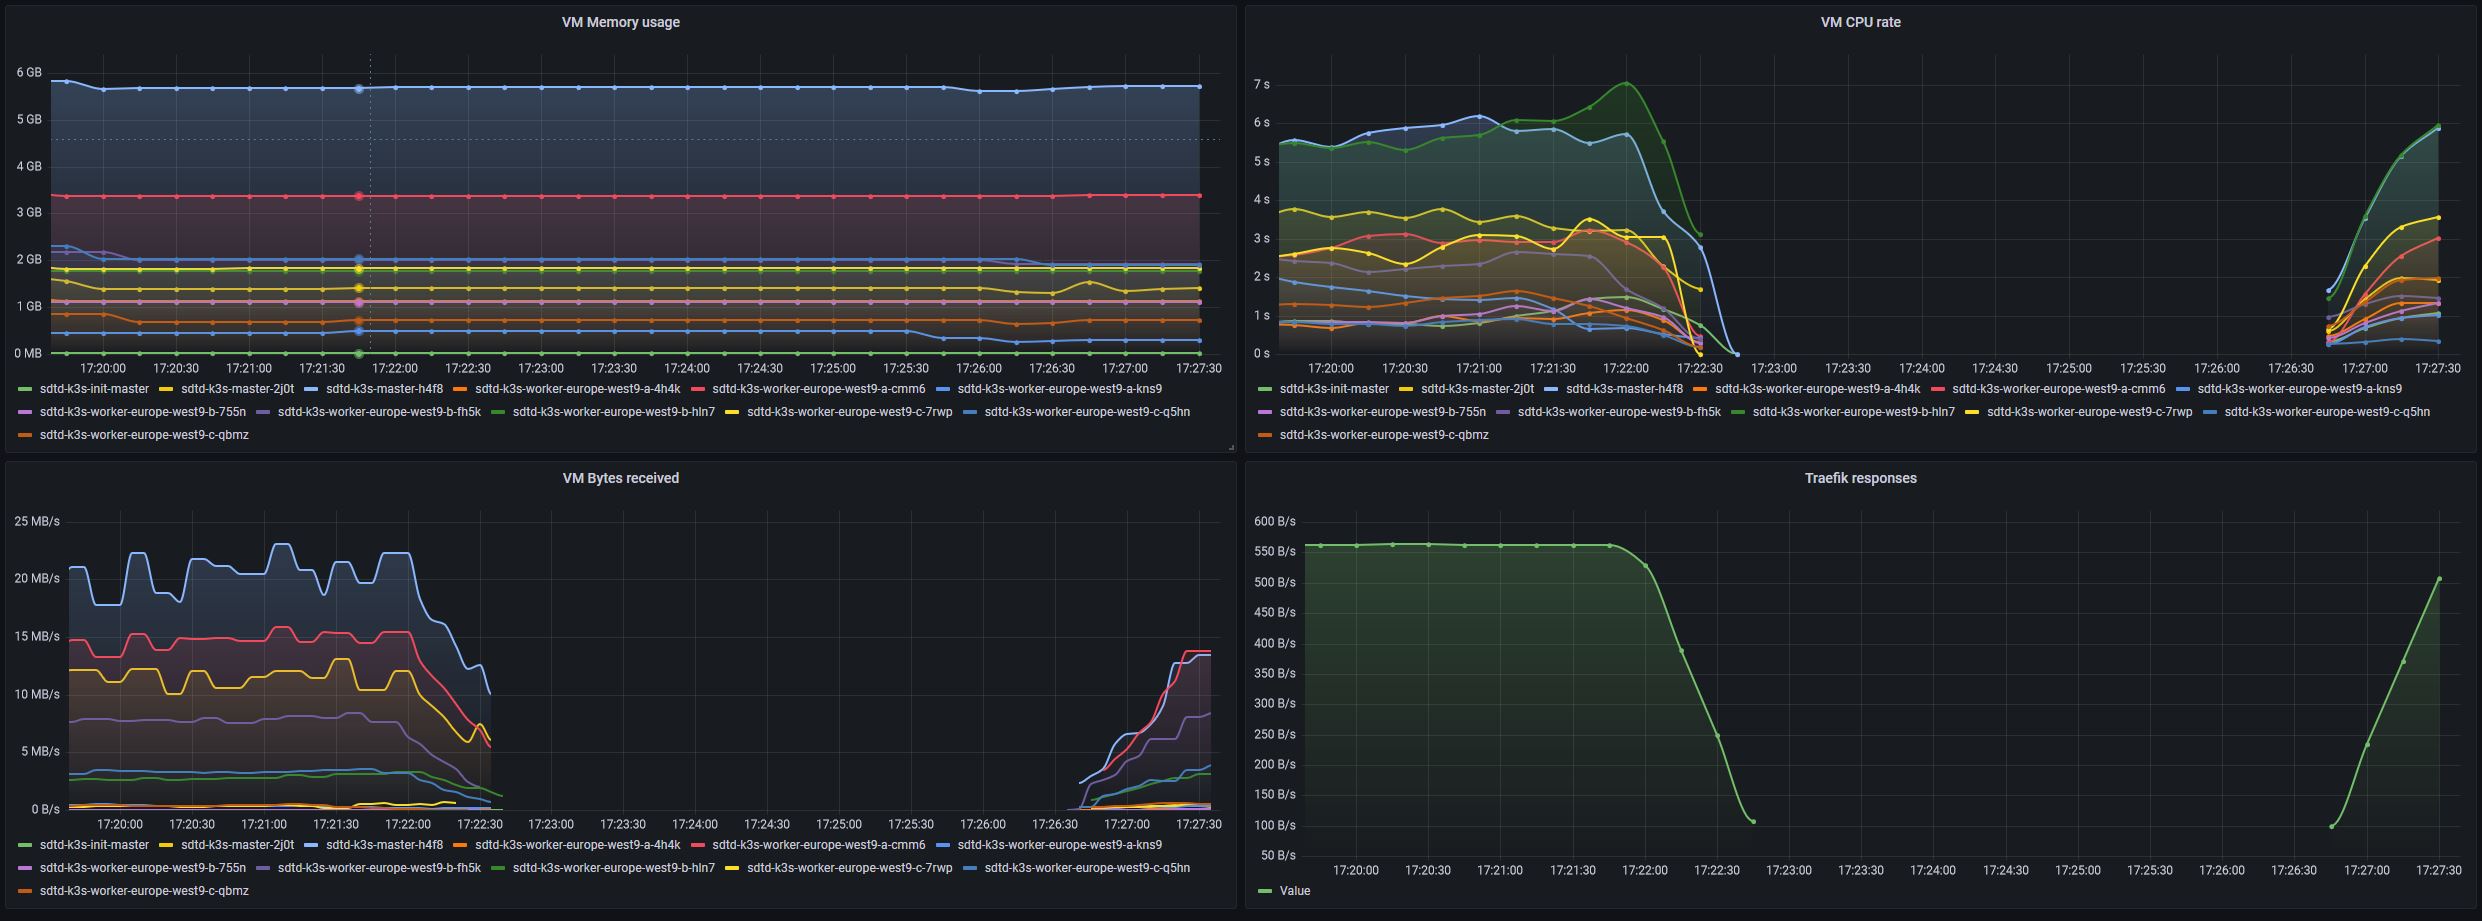 VM Memory usage
6 GB
5 GB
4 GB
3 GB
2 GB
1 GB
0 MB
17:20:00 17:20:30 17:21:00 17:21:30 17:22:00 17:22:30 17:23:00 17:23:30 17:24:00 17:24:30 17:25:00 17:25:30 17:26:00 17:26:30 17:27:00 17:27:30
sdtd-k3s-init-master sdtd-k3s-master-2j0t sdtd-k3s-master-h4f8 sdtd-k3s-worker-europe-west9-a-4h4k sdtd-k3s-worker-europe-west9-a-cmm6 sdtd-k3s-worker-europe-west9-a-kns9
sdtd-k3s-worker-europe-west9-b-755n sdtd-k3s-worker-europe-west9-b-fh5k sdtd-k3s-worker-europe-west9-b-hln7 sdtd-k3s-worker-europe-west9-c-7rwp sdtd-k3s-worker-europe-west9-c-q5hn
sdtd-k3s-worker-europe-west9-c-qbmz
VM CPU rate
7 s
6 s
5 s
4 s
3 s
2 s
1 s
0 s
17:20:00 17:20:30 17:21:00 17:21:30 17:22:00 17:22:30 17:23:00 17:23:30 17:24:00 17:24:30 17:25:00 17:25:30 17:26:00 17:26:30 17:27:00 17:27:30
sdtd-k3s-init-master sdtd-k3s-master-2j0t sdtd-k3s-master-h4f8 sdtd-k3s-worker-europe-west9-a-4h4k sdtd-k3s-worker-europe-west9-a-cmm6 sdtd-k3s-worker-europe-west9-a-kns9
sdtd-k3s-worker-europe-west9-b-755n sdtd-k3s-worker-europe-west9-b-fh5k sdtd-k3s-worker-europe-west9-b-hln7 sdtd-k3s-worker-europe-west9-c-7rwp sdtd-k3s-worker-europe-west9-c-q5hn
sdtd-k3s-worker-europe-west9-c-qbmz
VM Bytes received
25 MB/s
20 MB/s
15 MB/s
10 MB/s
5 MB/s
0 B/s
17:20:00 17:20:30 17:21:00 17:21:30 17:22:00 17:22:30 17:23:00 17:23:30 17:24:00 17:24:30 17:25:00 17:25:30 17:26:00 17:26:30 17:27:00 17:27:30
sdtd-k3s-init-master sdtd-k3s-master-2j0t sdtd-k3s-master-h4f8 sdtd-k3s-worker-europe-west9-a-4h4k sdtd-k3s-worker-europe-west9-a-cmm6 sdtd-k3s-worker-europe-west9-a-kns9
sdtd-k3s-worker-europe-west9-b-755n sdtd-k3s-worker-europe-west9-b-fh5k sdtd-k3s-worker-europe-west9-b-hln7 sdtd-k3s-worker-europe-west9-c-7rwp sdtd-k3s-worker-europe-west9-c-q5hn
sdtd-k3s-worker-europe-west9-c-qbmz
Traefik responses
600 B/s
550 B/s
500 B/s
450 B/s
400 B/s
350 B/s
300 B/s
250 B/s
200 B/s
150 B/s
100 B/s
50 B/s
17:20:00 17:20:30 17:21:00 17:21:30 17:22:00 17:22:30 17:23:00 17:23:30 17:24:00 17:24:30 17:25:00 17:25:30 17:26:00 17:26:30 17:27:00 17:27:30
Value